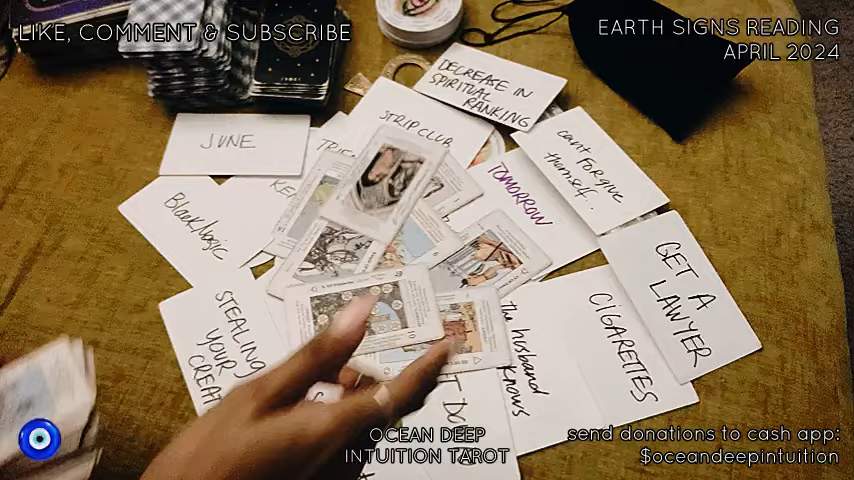 LIKE, COMMENT & SUBSCRIBE
EARTH SIGNS READING
APRIL 2024
DECREASE IN
SPIRITUAL
RANKING
STRIP CLUB
JUNE
can't Forgive
themself...
TOMORROW
Black Magic
GET A
LAWYER
STEALING
YOUR
CIGARETTES
The husband
knows
OCEAN DEEP
INTUITION TAROT
send donations to cash app:
$oceandeepintuition